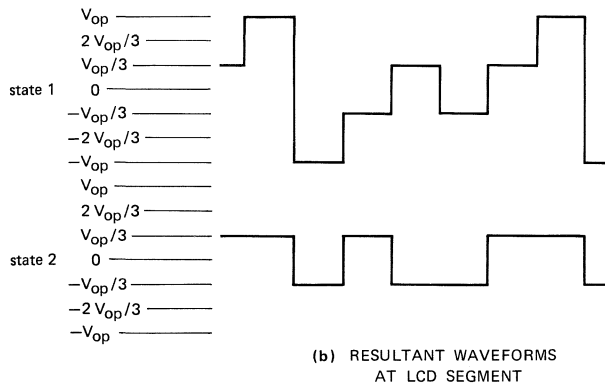 Vop
2 Vop/3
Vop/3
state 1
0
−Vop/3
−2 Vop/3
−Vop
Vop
2 Vop/3
Vop/3
state 2
0
−Vop/3
−2 Vop/3
−Vop
(b) RESULTANT WAVEFORMS
AT LCD SEGMENT